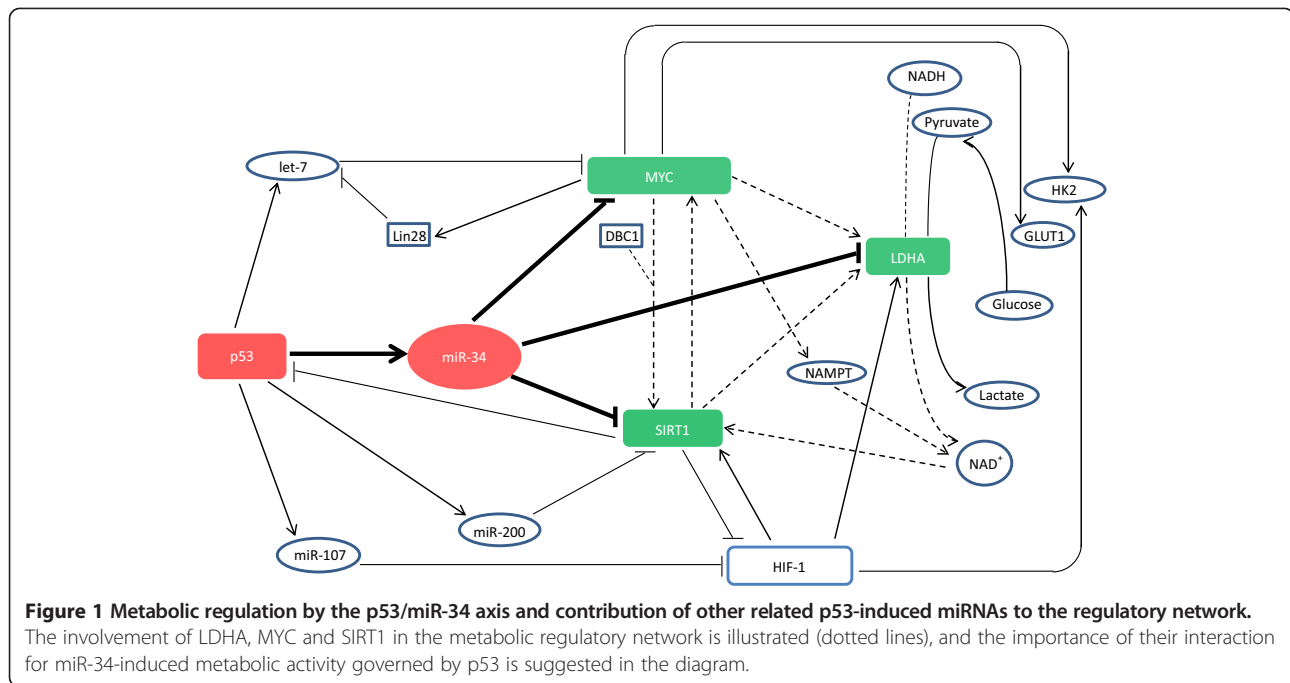 NADH
Pyruvate
let-7
MYC
HK2
Lin28
DBC1
GLUT1
LDHA
Glucose
p53
miR-34
NAMPT
Lactate
SIRT1
NAD+
miR-200
miR-107
HIF-1
Figure 1 Metabolic regulation by the p53/miR-34 axis and contribution of other related p53-induced miRNAs to the regulatory network.
The involvement of LDHA, MYC and SIRT1 in the metabolic regulatory network is illustrated (dotted lines), and the importance of their interaction
for miR-34-induced metabolic activity governed by p53 is suggested in the diagram.